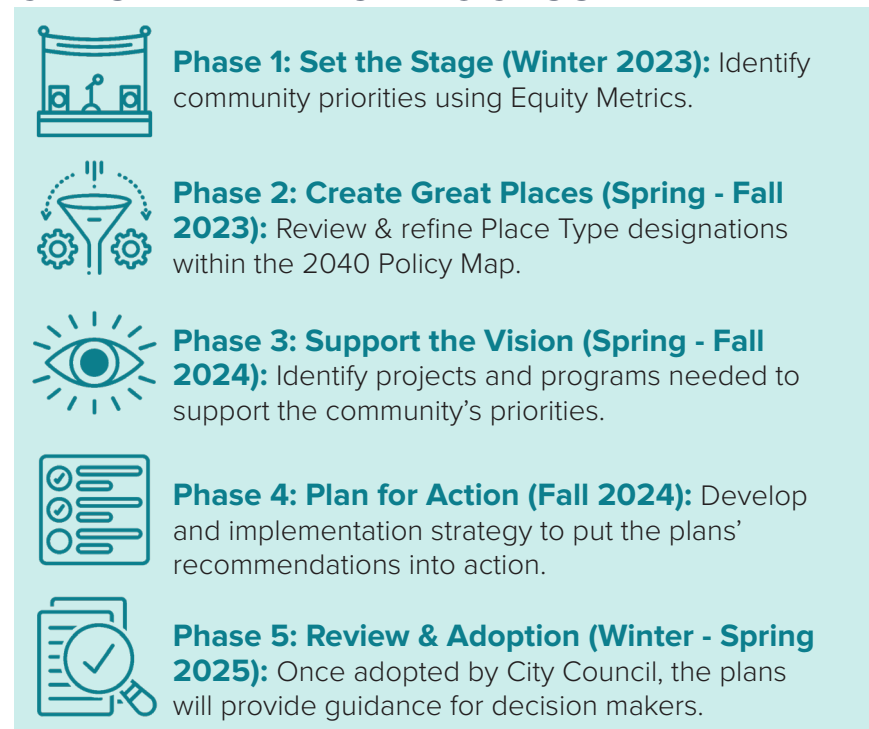 Phase 1: Set the Stage (Winter 2023): Identify
community priorities using Equity Metrics.
Phase 2: Create Great Places (Spring - Fall
2023): Review & refine Place Type designations
within the 2040 Policy Map.
Phase 3: Support the Vision (Spring - Fall
2024): Identify projects and programs needed to
support the community’s priorities.
Phase 4: Plan for Action (Fall 2024): Develop
and implementation strategy to put the plans’
recommendations into action.
Phase 5: Review & Adoption (Winter - Spring
2025): Once adopted by City Council, the plans
will provide guidance for decision makers.